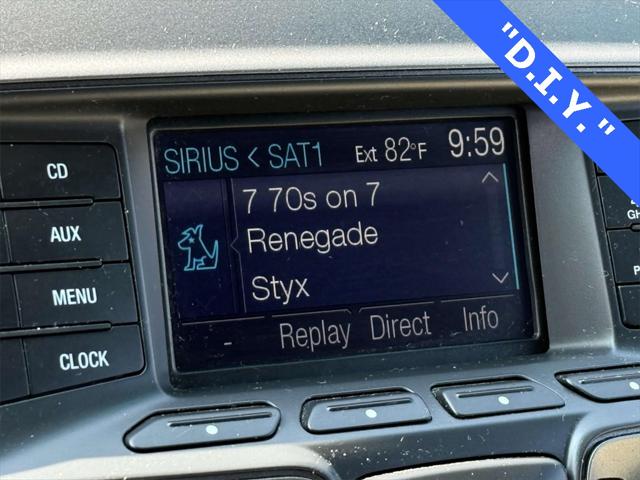 "D.I.Y."
SIRIUS < SAT1 Ext 82°F 9:59
7 70s on 7
Renegade
Styx
- Replay Direct Info
CD
AUX
MENU
CLOCK